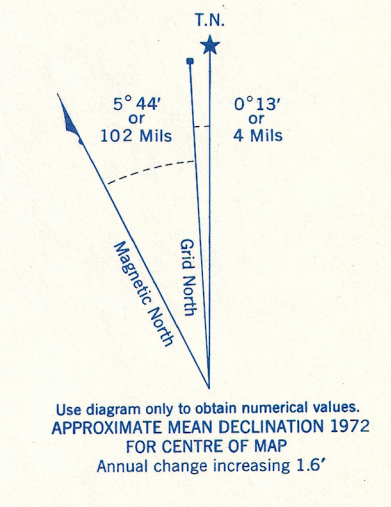 T.N.
5° 44′
or
102 Mils
0° 13′
or
4 Mils
Magnetic North
Grid North
Use diagram only to obtain numerical values.
APPROXIMATE MEAN DECLINATION 1972
FOR CENTRE OF MAP
Annual change increasing 1.6′